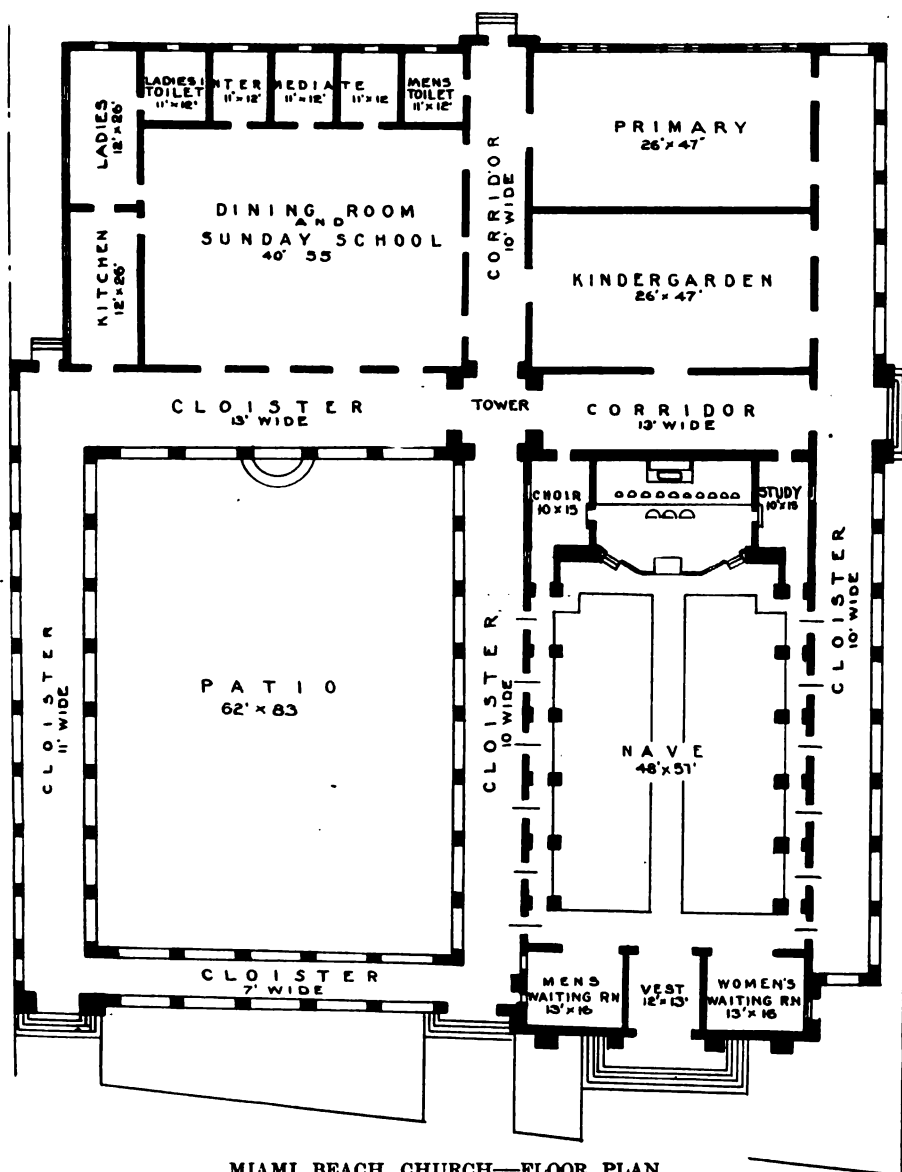 LADIES
12'×26'
LADIES
TOILET
11'×12'
INTERMEDIATE
11'×12'
11'×12'
11'×12
MENS
TOILET
11'×12'
CORRIDOR
10' WIDE
PRIMARY
26'×47'
DINING ROOM
AND
SUNDAY SCHOOL
40' 55
KITCHEN
12'×26'
KINDERGARDEN
26'×47'
CLOISTER
13' WIDE
TOWER
CORRIDOR
13' WIDE
CHOIR
10×15
STUDY
10'×15
CLOISTER
11' WIDE
PATIO
62'×83
CLOISTER
10 WIDE
NAVE
48'×57'
CLOISTER
10' WIDE
CLOISTER
7' WIDE
MENS
WAITING RN
13'×16
VEST
12'×13'
WOMEN'S
WAITING R.N
13'×16
MIAMI BEACH CHURCH—FLOOR PLAN